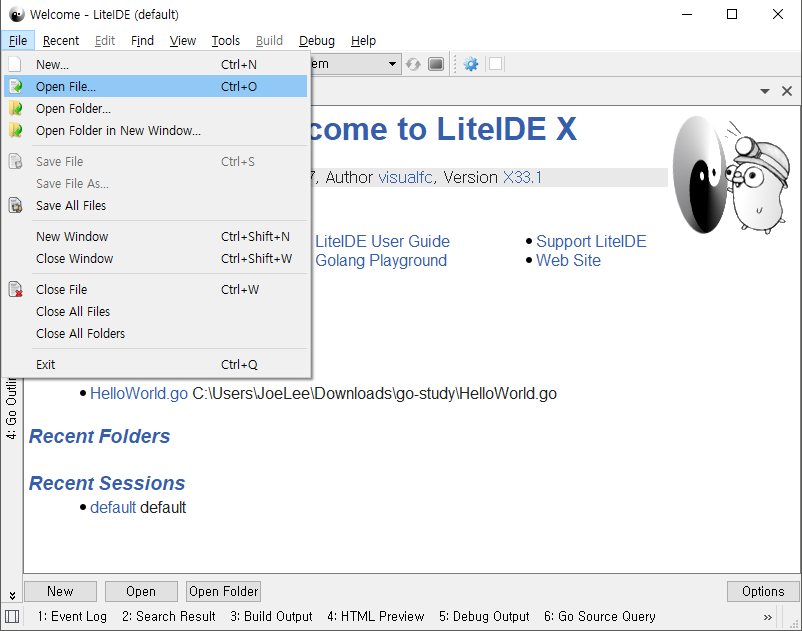 Welcome - LiteIDE (default)
File Recent Edit Find View Tools Build Debug Help
New... Ctrl+N
Open File... Ctrl+O
Open Folder...
Open Folder in New Window...
Save File Ctrl+S
Save File As...
Save All Files
New Window Ctrl+Shift+N
Close Window Ctrl+Shift+W
Close File Ctrl+W
Close All Files
Close All Folders
Exit Ctrl+Q
em
come to LiteIDE X
7, Author visualfc, Version X33.1
LiteIDE User Guide • Support LiteIDE
Golang Playground • Web Site
4: Go Outlin
• HelloWorld.go C:\Users\JoeLee\Downloads\go-study\HelloWorld.go
Recent Folders
Recent Sessions
• default default
New Open Open Folder Options
1: Event Log 2: Search Result 3: Build Output 4: HTML Preview 5: Debug Output 6: Go Source Query »